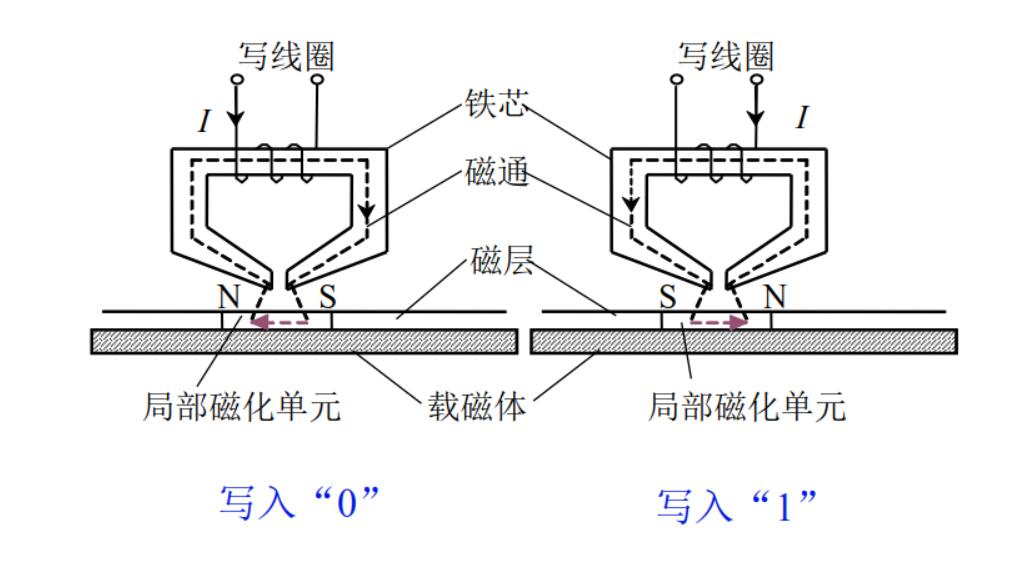 写线圈 写线圈
I 铁芯 I
磁通
磁层
N S S N
局部磁化单元 载磁体 局部磁化单元
写入“0” 写入“1”